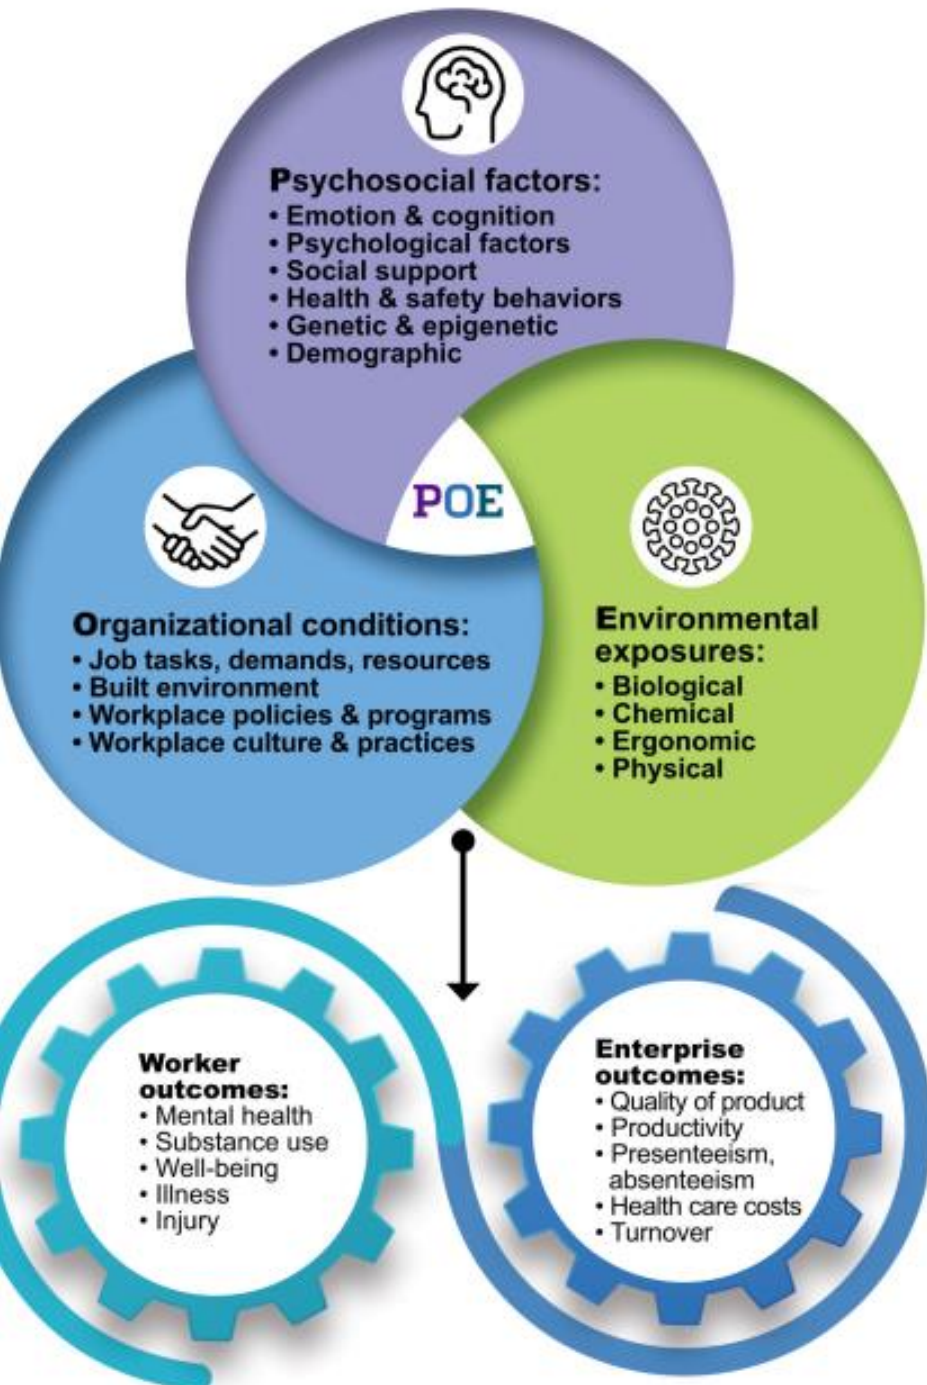 Psychosocial factors:
• Emotion & cognition
• Psychological factors
• Social support
• Health & safety behaviors
• Genetic & epigenetic
• Demographic
POE
Organizational conditions:
• Job tasks, demands, resources
• Built environment
• Workplace policies & programs
• Workplace culture & practices
Environmental
exposures:
• Biological
• Chemical
• Ergonomic
• Physical
Worker
outcomes:
• Mental health
• Substance use
• Well-being
• Illness
• Injury
Enterprise
outcomes:
• Quality of product
• Productivity
• Presenteeism,
absenteeism
• Health care costs
• Turnover